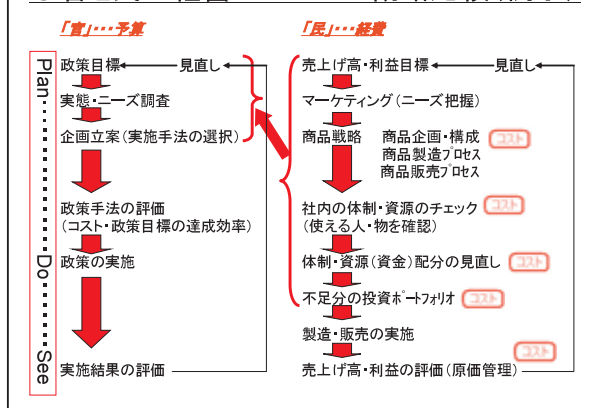 「官」・・・予算
「民」・・・経費
Plan・・・・・・・・・・・Do・・・・・・・See
政策目標
見直し
実態・ニーズ調査
企画立案(実施手法の選択)
政策手法の評価
(コスト・政策目標の達成効率)
政策の実施
実施結果の評価
売上げ高・利益目標
見直し
マーケティング(ニーズ把握)
商品戦略 商品企画・構成 コスト
商品製造プロセス
商品販売プロセス
社内の体制・資源のチェック コスト
(使える人・物を確認)
体制・資源(資金)配分の見直し コスト
不足分の投資ポートフォリオ コスト
製造・販売の実施
コスト
売上げ高・利益の評価(原価管理)